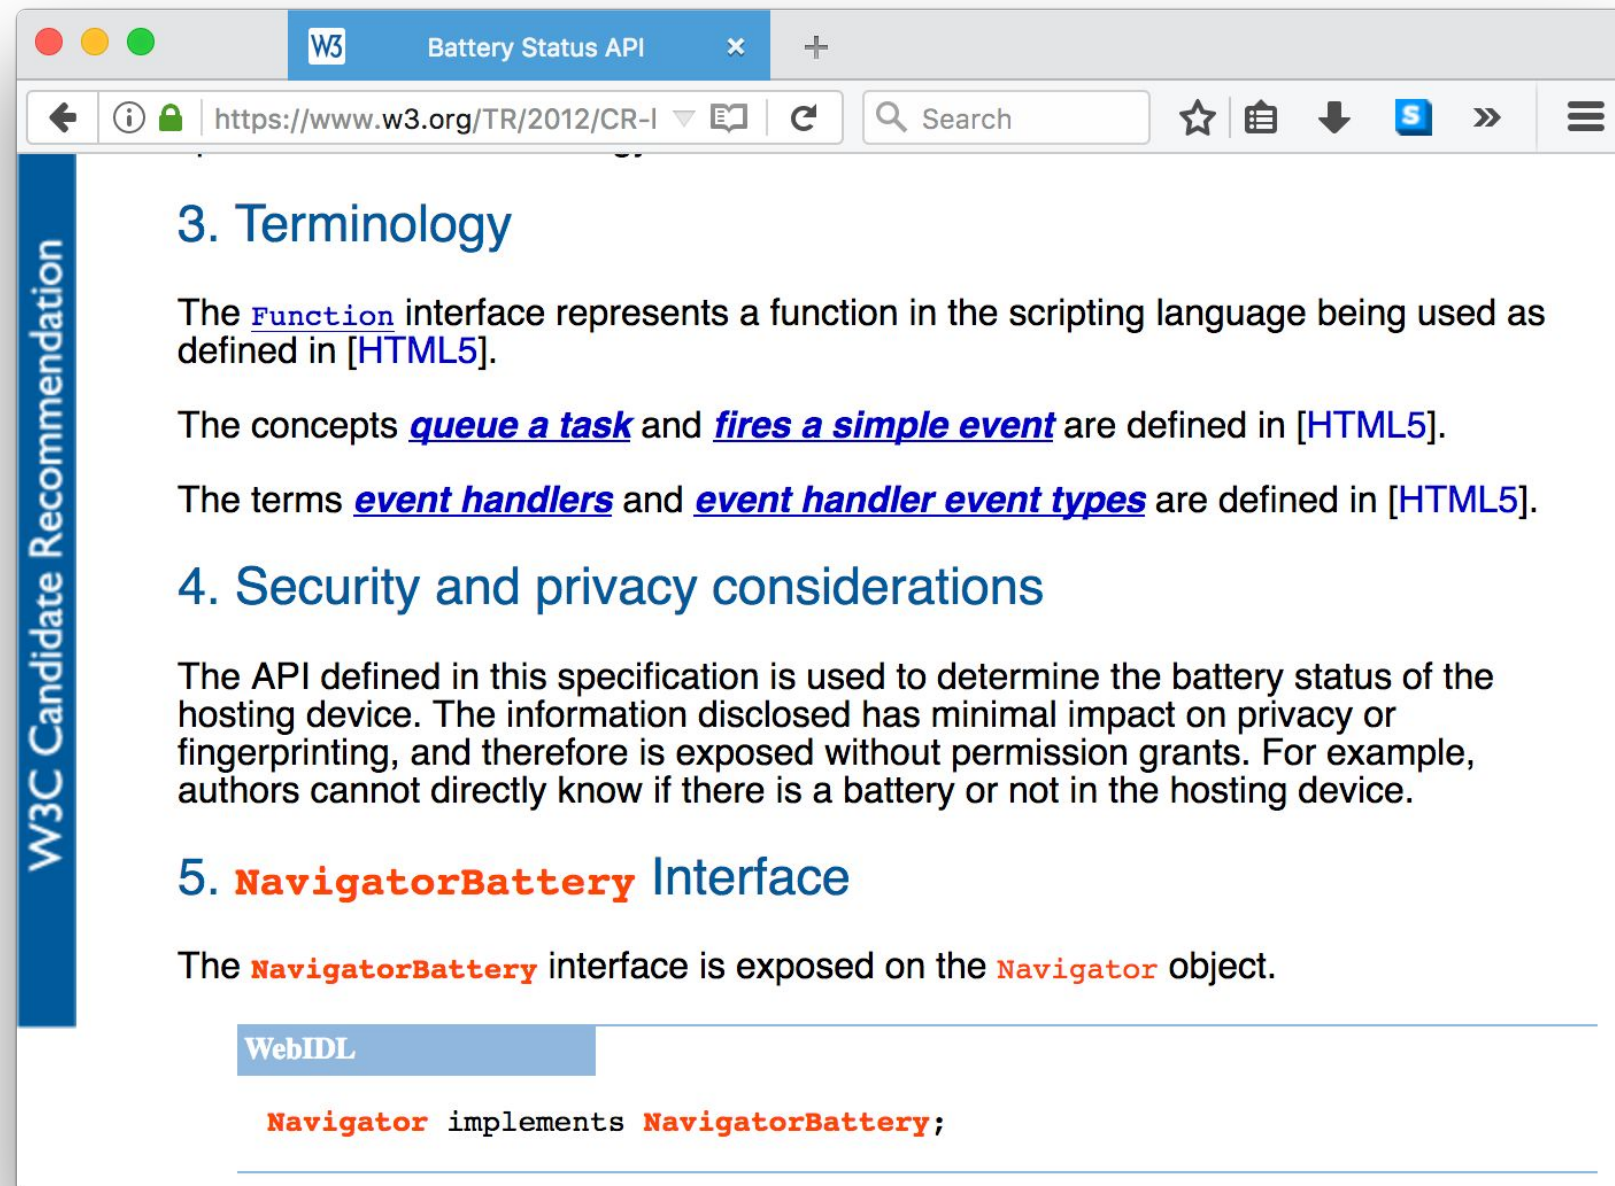 W3 Battery Status API × +
https://www.w3.org/TR/2012/CR- Search
W3C Candidate Recommendation
3. Terminology
The Function interface represents a function in the scripting language being used as
defined in [HTML5].
The concepts queue a task and fires a simple event are defined in [HTML5].
The terms event handlers and event handler event types are defined in [HTML5].
4. Security and privacy considerations
The API defined in this specification is used to determine the battery status of the
hosting device. The information disclosed has minimal impact on privacy or
fingerprinting, and therefore is exposed without permission grants. For example,
authors cannot directly know if there is a battery or not in the hosting device.
5. NavigatorBattery Interface
The NavigatorBattery interface is exposed on the Navigator object.
WebIDL
Navigator implements NavigatorBattery;